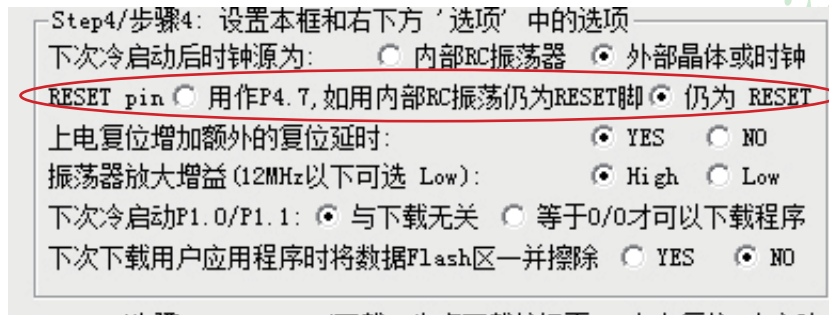 Step4/步骤4: 设置本框和右下方 '选项' 中的选项
下次冷启动后时钟源为: 内部RC振荡器 外部晶体或时钟
RESET pin 用作P4.7,如用内部RC振荡仍为RESET脚 仍为 RESET
上电复位增加额外的复位延时: YES NO
振荡器放大增益(12MHz以下可选 Low): High Low
下次冷启动P1.0/P1.1: 与下载无关 等于0/0才可以下载程序
下次下载用户应用程序时将数据Flash区一并擦除 YES NO